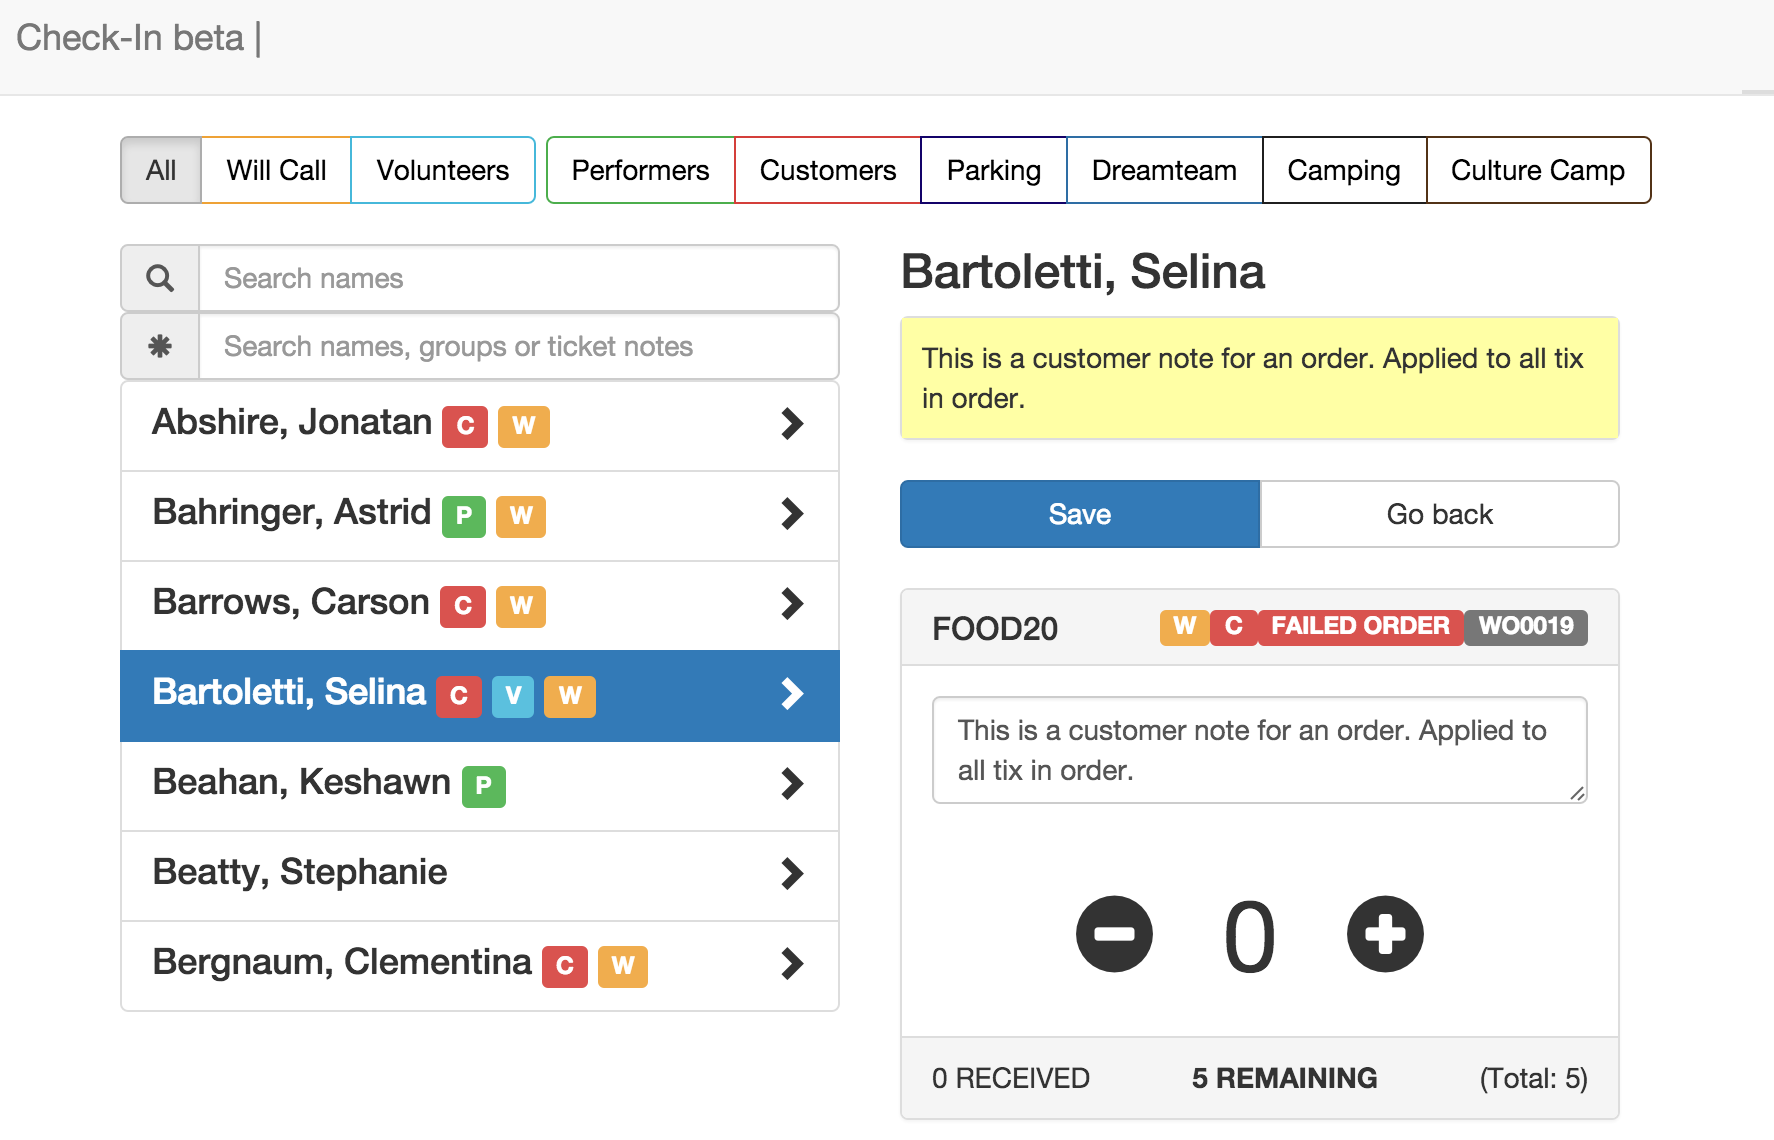 Check-In beta |
All Will Call Volunteers Performers Customers Parking Dreamteam Camping Culture Camp
Search names
Search names, groups or ticket notes
Abshire, Jonatan C W
Bahringer, Astrid P W
Barrows, Carson C W
Bartoletti, Selina C V W
Beahan, Keshawn P
Beatty, Stephanie
Bergnaum, Clementina C W
Bartoletti, Selina
This is a customer note for an order. Applied to all tix
in order.
Save Go back
FOOD20 W C FAILED ORDER WO0019
This is a customer note for an order. Applied to
all tix in order.
0
0 RECEIVED 5 REMAINING (Total: 5)